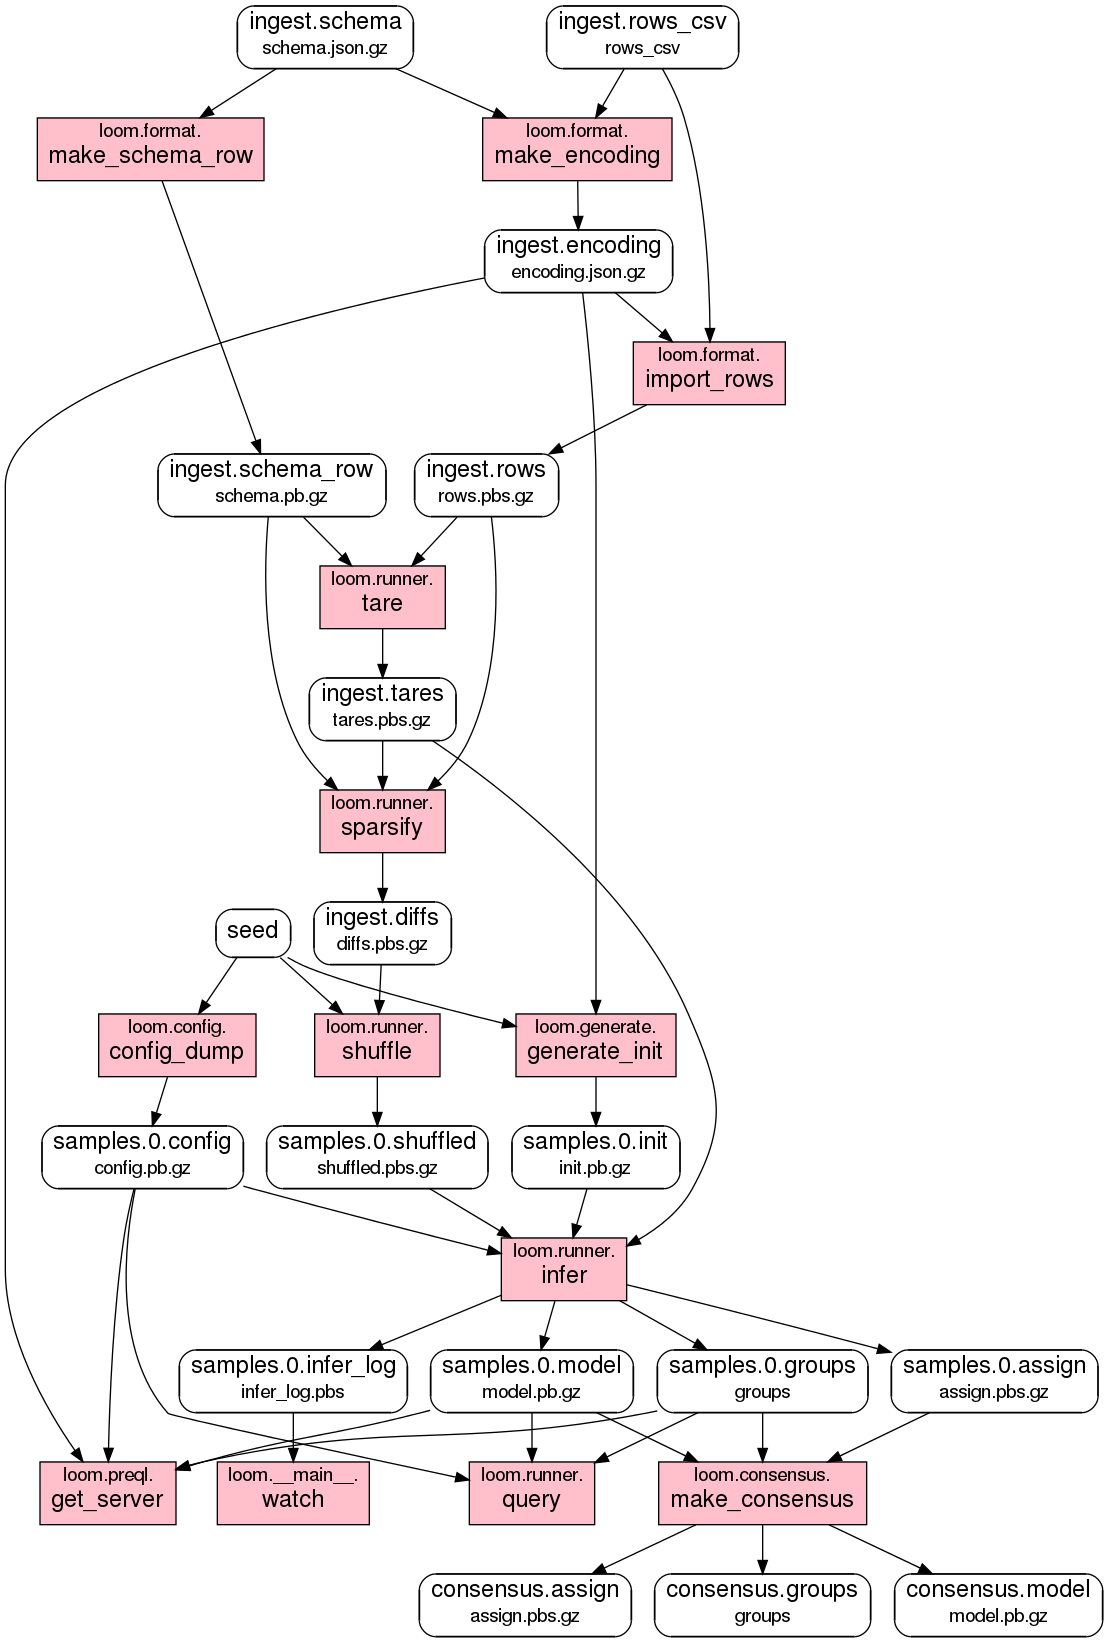 ingest.schema
schema.json.gz
ingest.rows_csv
rows_csv
loom.format.
make_schema_row
loom.format.
make_encoding
ingest.encoding
encoding.json.gz
loom.format.
import_rows
ingest.schema_row
schema.pb.gz
ingest.rows
rows.pbs.gz
loom.runner.
tare
ingest.tares
tares.pbs.gz
loom.runner.
sparsify
seed
ingest.diffs
diffs.pbs.gz
loom.config.
config_dump
loom.runner.
shuffle
loom.generate.
generate_init
samples.0.config
config.pb.gz
samples.0.shuffled
shuffled.pbs.gz
samples.0.init
init.pb.gz
loom.runner.
infer
samples.0.infer_log
infer_log.pbs
samples.0.model
model.pb.gz
samples.0.groups
groups
samples.0.assign
assign.pbs.gz
loom.preql.
get_server
loom.__main__.
watch
loom.runner.
query
loom.consensus.
make_consensus
consensus.assign
assign.pbs.gz
consensus.groups
groups
consensus.model
model.pb.gz